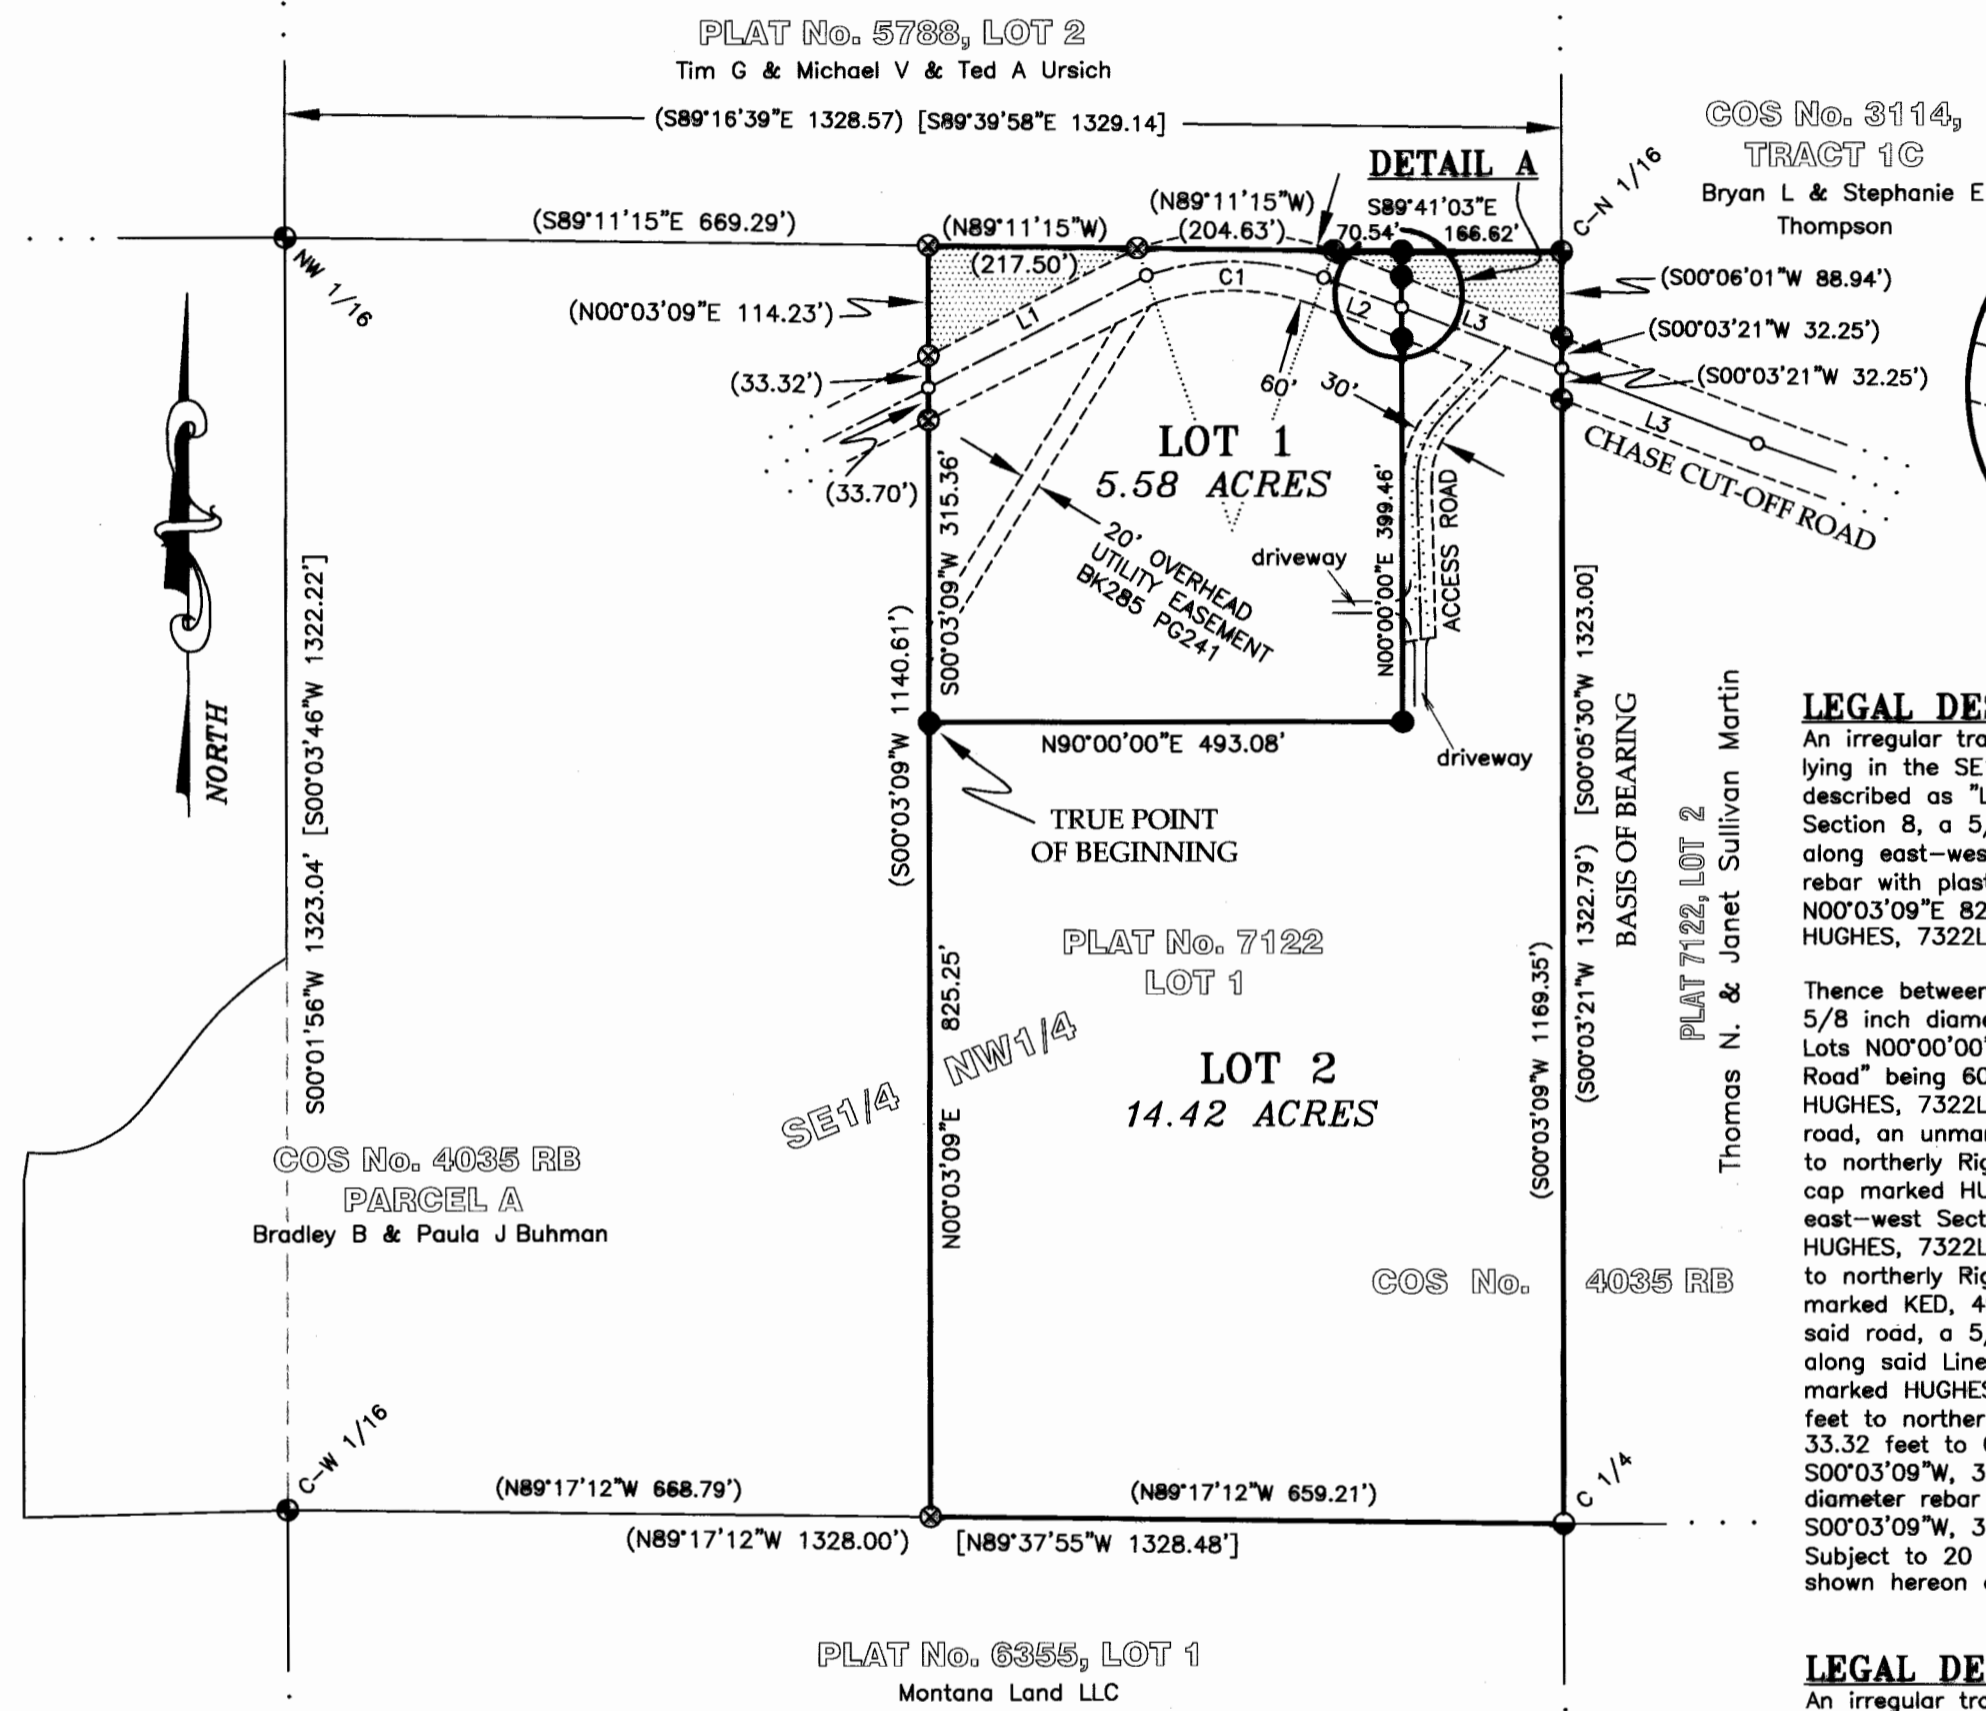 PLAT No. 5788, LOT 2
Tim G & Michael V & Ted A Ursich
(S89°16'39"E 1328.57) [S89°39'58"E 1329.14]
COS No. 3114,
TRACT 1C
Bryan L & Stephanie E
Thompson
DETAIL A
C-N 1/16
NW 1/16
(S89°11'15"E 669.29')
(N89°11'15"W)
(217.50')
(N89°11'15"W)
(204.63')
S89°41'03"E
70.54'
166.62'
(N00°03'09"E 114.23')
(33.32')
(33.70')
L1
C1
L2
L3
(S00°06'01"W 88.94')
(S00°03'21"W 32.25')
(S00°03'21"W 32.25')
L3
CHASE CUT-OFF ROAD
60'
30'
LOT 1
5.58 ACRES
20' OVERHEAD
UTILITY EASEMENT
BK285 PG241
driveway
ACCESS ROAD
driveway
S00°03'09"W 315.36'
N00°00'00"E 399.46'
N90°00'00"E 493.08'
TRUE POINT
OF BEGINNING
NORTH
S00°01'56"W 1323.04' [S00°03'46"W 1322.22']
(S00°03'09"W 1140.61')
N00°03'09"E 825.25'
(S00°03'09"W 1169.35')
(S00°03'21"W 1322.79') [S00°05'30"W 1323.00]
BASIS OF BEARING
PLAT 7122, LOT 2
Thomas N. & Janet Sullivan Martin
PLAT No. 7122
LOT 1
SE1/4 NW1/4
LOT 2
14.42 ACRES
COS No. 4035 RB
PARCEL A
Bradley B & Paula J Buhman
COS No. 4035 RB
C-W 1/16
C 1/4
(N89°17'12"W 668.79')
(N89°17'12"W 659.21')
(N89°17'12"W 1328.00') [N89°37'55"W 1328.48']
PLAT No. 6355, LOT 1
Montana Land LLC
LEGAL DE
An irregular tra
lying in the SE
described as "L
Section 8, a 5/
along east-wes
rebar with plas
N00°03'09"E 82
HUGHES, 7322L
Thence between
5/8 inch diame
Lots N00°00'00'
Road" being 60
HUGHES, 7322L
road, an unma
to northerly Rig
cap marked HU
east-west Sect
HUGHES, 7322L
to northerly Rig
marked KED, 4
said road, a 5/
along said Line
marked HUGHES
feet to norther
33.32 feet to
S00°03'09"W, 3
diameter rebar
S00°03'09"W, 3
Subject to 20
shown hereon
LEGAL DE
An irregular tra